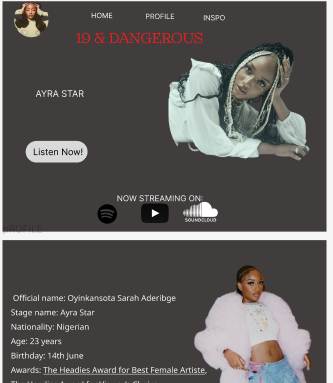 HOME PROFILE INSPO
19 & DANGEROUS
AYRA STAR
Listen Now!
NOW STREAMING ON:
SOUNDCLOUD
PROFILE
Official name: Oyinkansota Sarah Aderibge
Stage name: Ayra Star
Nationality: Nigerian
Age: 23 years
Birthday: 14th June
Awards: The Headies Award for Best Female Artiste,